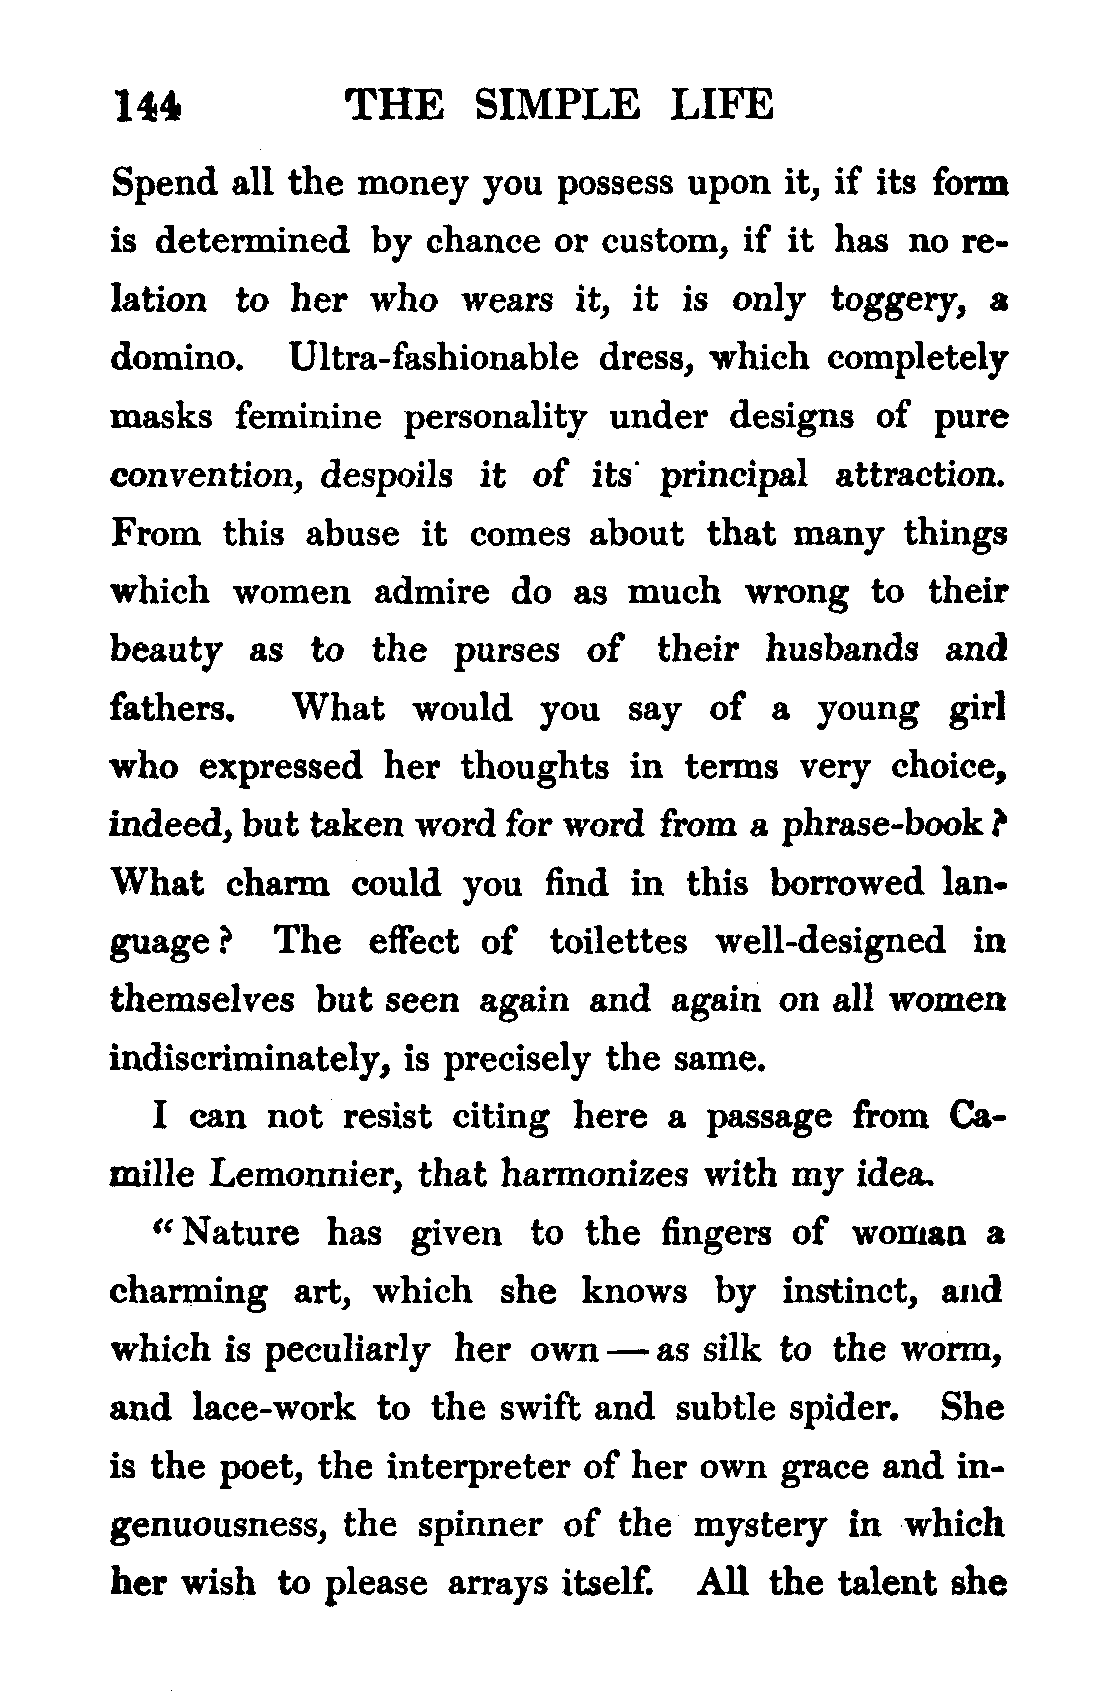 144 THE SIMPLE LIFE
Spend all the money you possess upon it, if its form
is determined by chance or custom, if it has no re-
lation to her who wears it, it is only toggery, a
domino. Ultra-fashionable dress, which completely
masks feminine personality under designs of pure
convention, despoils it of its principal attraction.
From this abuse it comes about that many things
which women admire do as much wrong to their
beauty as to the purses of their husbands and
fathers. What would you say of a young girl
who expressed her thoughts in terms very choice,
indeed, but taken word for word from a phrase-book?
What charm could you find in this borrowed lan-
guage? The effect of toilettes well-designed in
themselves but seen again and again on all women
indiscriminately, is precisely the same.
I can not resist citing here a passage from Ca-
mille Lemonnier, that harmonizes with my idea.
"Nature has given to the fingers of woman a
charming art, which she knows by instinct, and
which is peculiarly her own — as silk to the worm,
and lace-work to the swift and subtle spider. She
is the poet, the interpreter of her own grace and in-
genuousness, the spinner of the mystery in which
her wish to please arrays itself. All the talent she